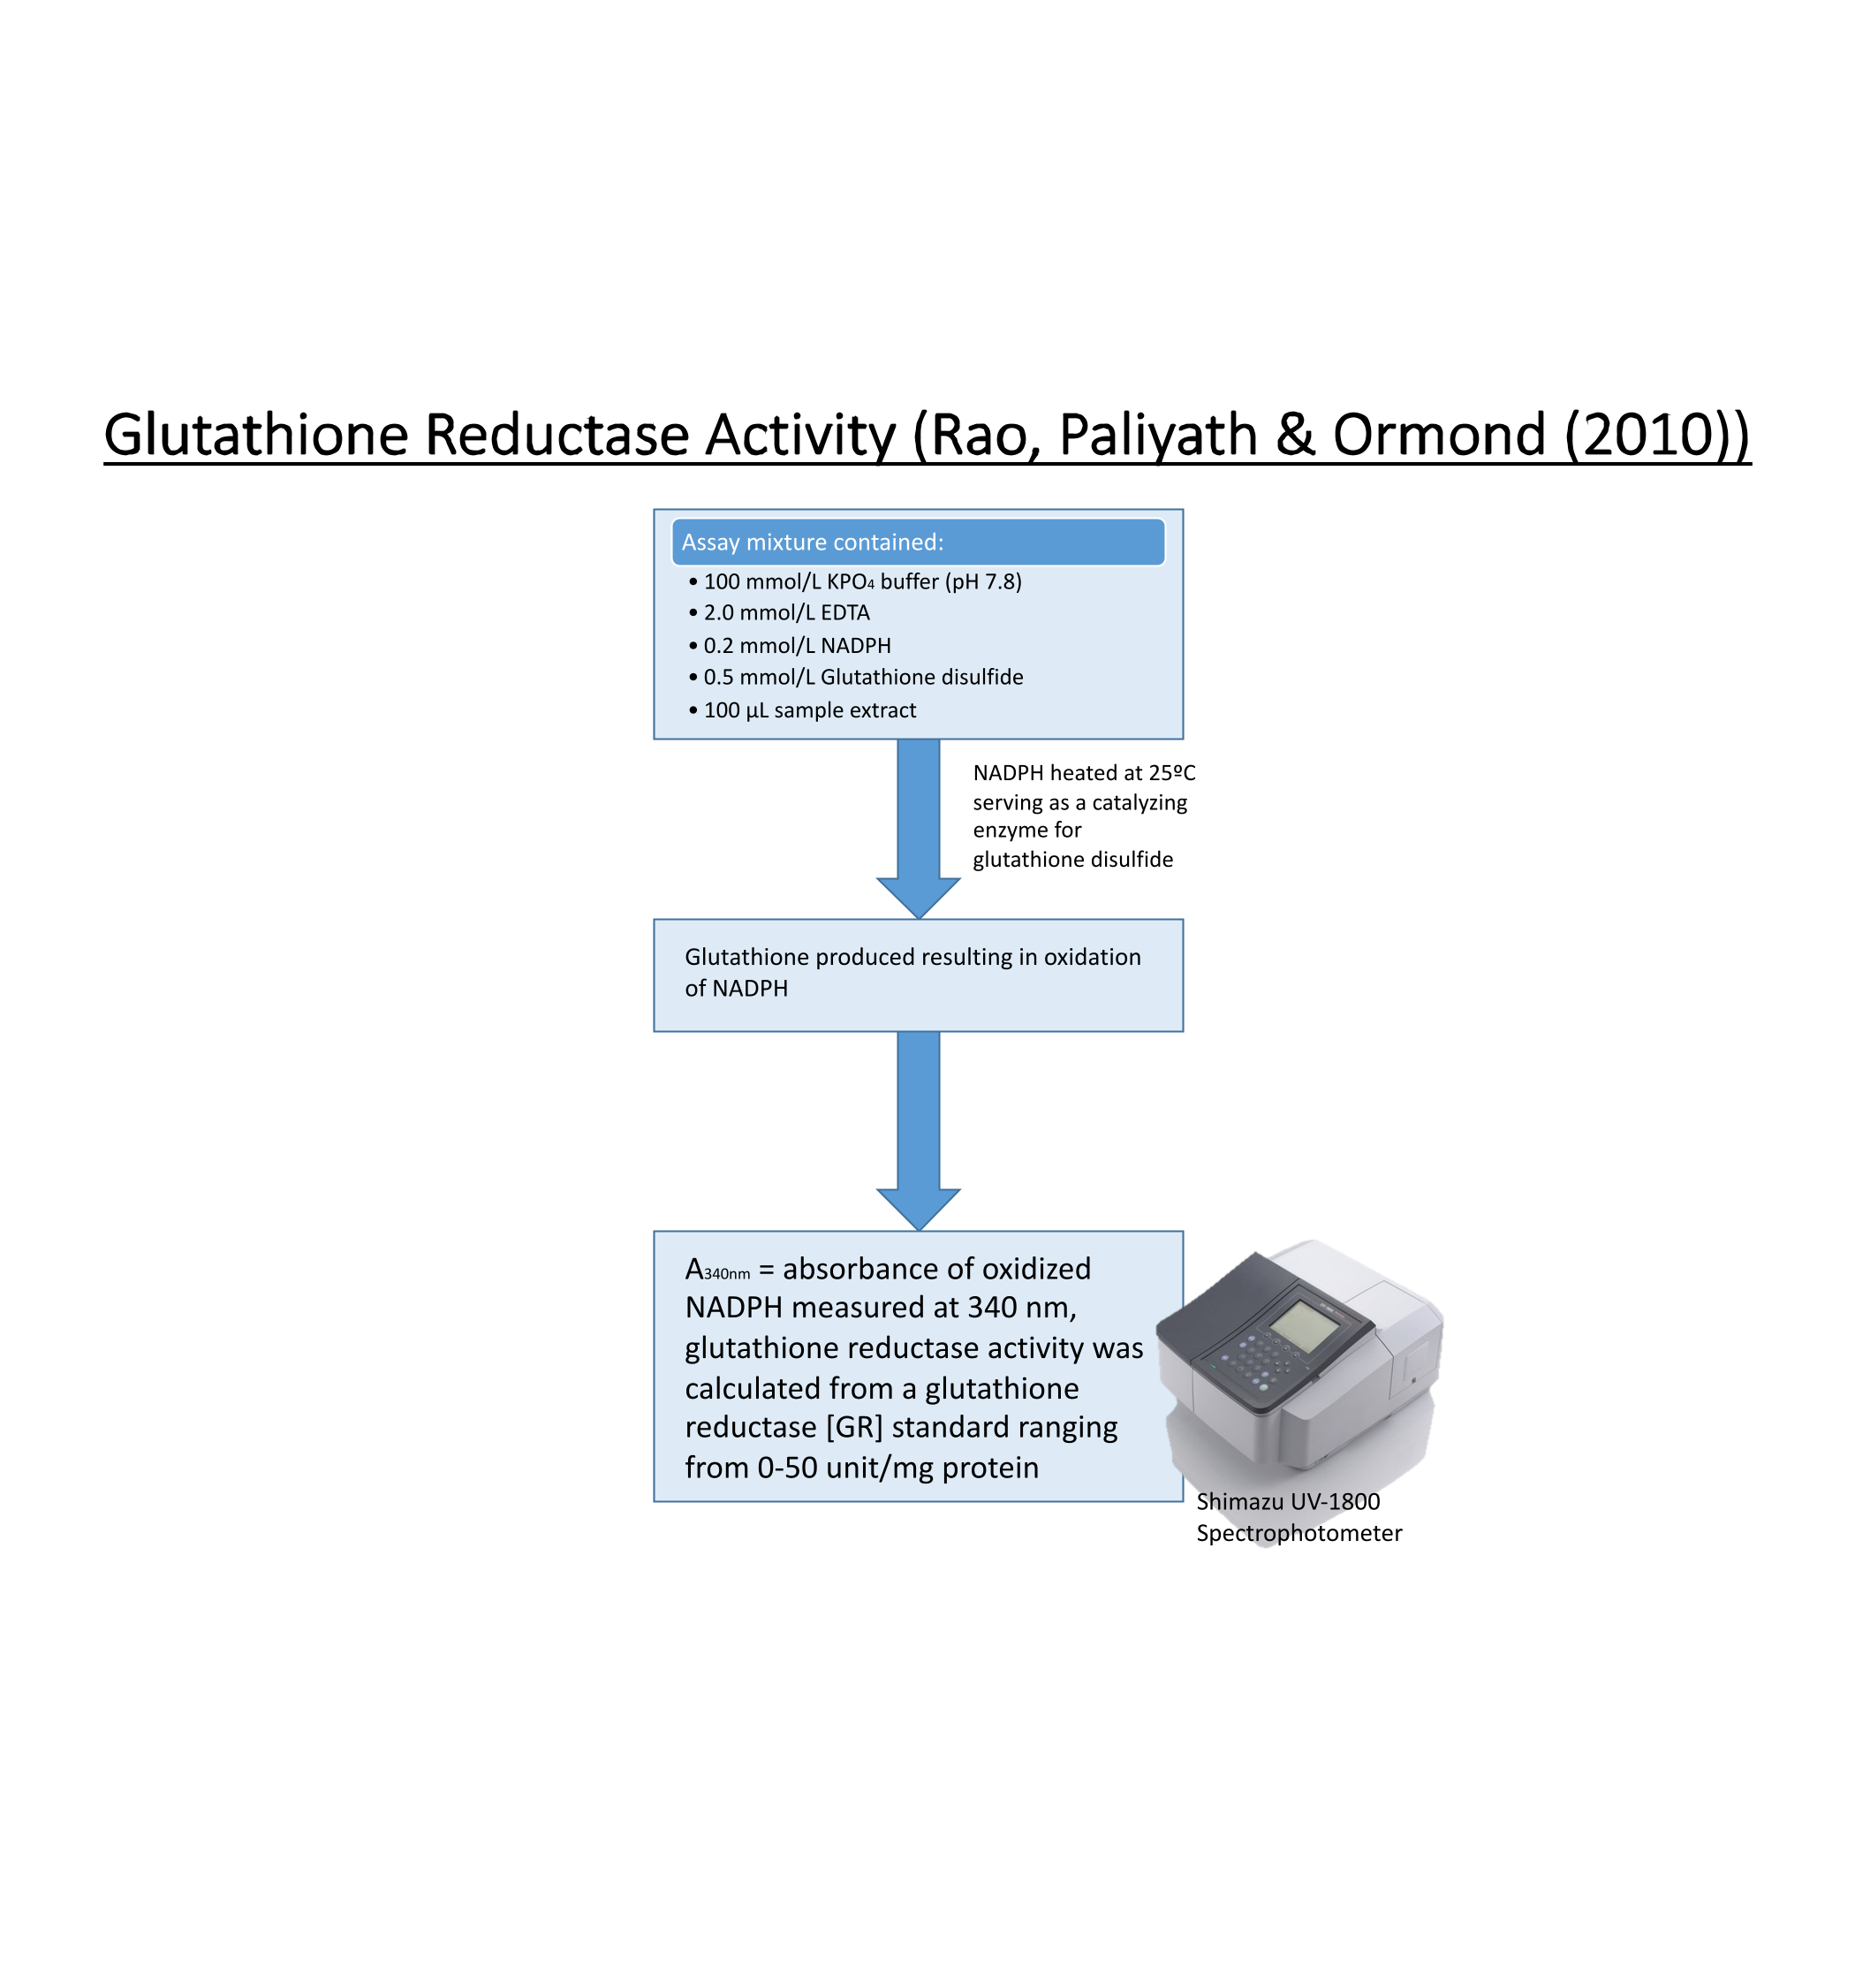 Glutathione Reductase Activity (Rao, Paliyath & Ormond (2010))
Assay mixture contained:
• 100 mmol/L KPO₄ buffer (pH 7.8)
• 2.0 mmol/L EDTA
• 0.2 mmol/L NADPH
• 0.5 mmol/L Glutathione disulfide
• 100 µL sample extract
NADPH heated at 25ºC
serving as a catalyzing
enzyme for
glutathione disulfide
Glutathione produced resulting in oxidation
of NADPH
A340nm = absorbance of oxidized
NADPH measured at 340 nm,
glutathione reductase activity was
calculated from a glutathione
reductase [GR] standard ranging
from 0-50 unit/mg protein
Shimazu UV-1800
Spectrophotometer